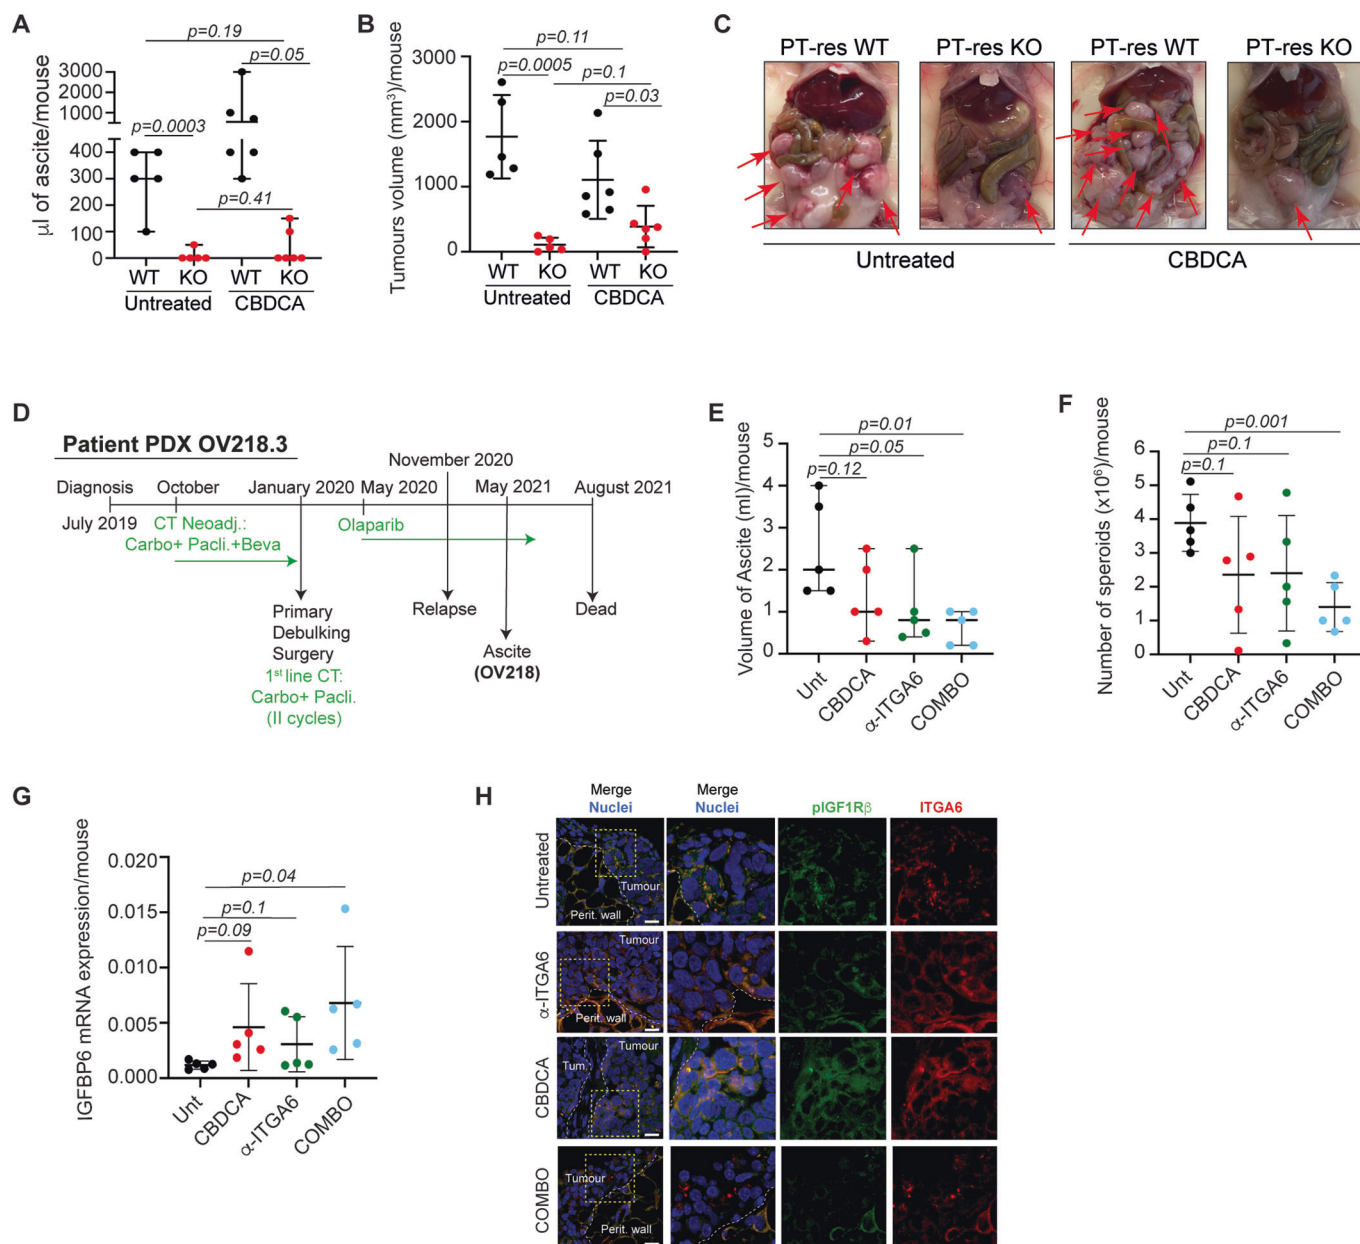 A
p=0.19
p=0.05
p=0.0003
p=0.41
µl of ascite/mouse
3000
2000
1000
400
300
200
100
0
WT KO WT KO
Untreated CBDCA
B
p=0.11
p=0.0005
p=0.1
p=0.03
Tumours volume (mm³)/mouse
3000
2000
1000
0
WT KO WT KO
Untreated CBDCA
C
PT-res WT PT-res KO PT-res WT PT-res KO
Untreated CBDCA
D
Patient PDX OV218.3
November 2020
Diagnosis October January 2020 May 2020 May 2021 August 2021
July 2019
CT Neoadj.:
Carbo+ Pacli.+Beva
Olaparib
Primary
Debulking
Surgery
1st line CT:
Carbo+ Pacli.
(II cycles)
Relapse
Ascite
(OV218)
Dead
E
p=0.01
p=0.05
p=0.12
Volume of Ascite (ml)/mouse
5
4
3
2
1
0
Unt CBDCA α-ITGA6 COMBO
F
p=0.001
p=0.1
p=0.1
Number of speroids (x10⁶)/mouse
6
5
4
3
2
1
0
Unt CBDCA α-ITGA6 COMBO
G
p=0.04
p=0.1
p=0.09
IGFBP6 mRNA expression/mouse
0.020
0.015
0.010
0.005
0.000
Unt CBDCA α-ITGA6 COMBO
H
Merge Merge
Nuclei Nuclei pIGF1Rβ ITGA6
Untreated
Tumour
Perit. wall
α-ITGA6
Tumour
Perit. wall
CBDCA
Tumour
Tum.
COMBO
Tumour
Perit. wall